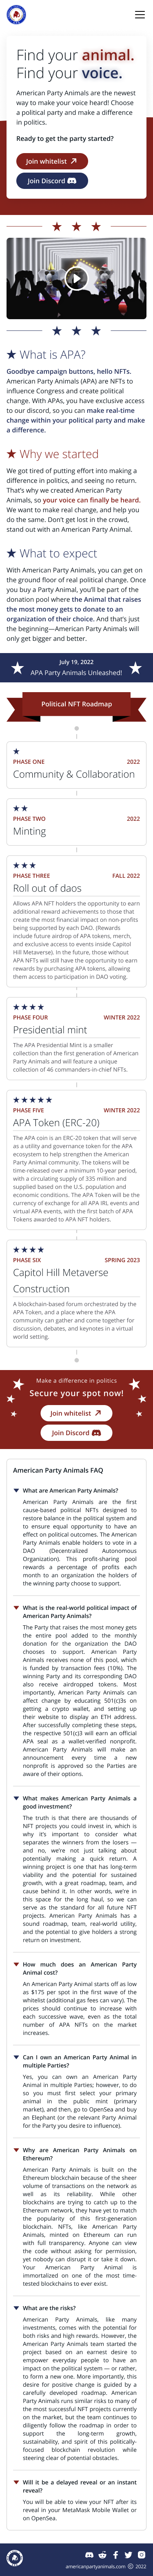 Find your animal.
Find your voice.
American Party Animals are the newest
way to make your voice heard! Choose
a political party and make a difference
in politics.
Ready to get the party started?
Join whitelist
Join Discord
What is APA?
Goodbye campaign buttons, hello NFTs.
American Party Animals (APA) are NFTs to
influence Congress and create political
change. With APAs, you have exclusive access
to our discord, so you can make real-time
change within your political party and make
a difference.
Why we started
We got tired of putting effort into making a
difference in politics, and seeing no return.
That's why we created American Party
Animals, so your voice can finally be heard.
We want to make real change, and help you
do the same. Don't get lost in the crowd,
stand out with an American Party Animal.
What to expect
With American Party Animals, you can get on
the ground floor of real political change. Once
you buy a Party Animal, you'll be part of the
donation pool where the Animal that raises
the most money gets to donate to an
organization of their choice. And that's just
the beginning—American Party Animals will
only get bigger and better.
July 19, 2022
APA Party Animals Unleashed!
Political NFT Roadmap
PHASE ONE 2022
Community & Collaboration
PHASE TWO 2022
Minting
PHASE THREE FALL 2022
Roll out of daos
Allows APA NFT holders the opportunity to earn
additional reward achievements to those that
create the most financial impact on non-profits
being supported by each DAO. (Rewards
include future airdrop of APA tokens, merch,
and exclusive access to events inside Capitol
Hill Metaverse). In the future, those without
APA NFTs will still have the opportunity to earn
rewards by purchasing APA tokens, allowing
them access to participation in DAO voting.
PHASE FOUR WINTER 2022
Presidential mint
The APA Presidential Mint is a smaller
collection than the first generation of American
Party Animals and will feature a unique
collection of 46 commanders-in-chief NFTs.
PHASE FIVE WINTER 2022
APA Token (ERC-20)
The APA coin is an ERC-20 token that will serve
as a utility and governance token for the APA
ecosystem to help strengthen the American
Party Animal community. The tokens will be
time released over a minimum 10-year period,
with a circulating supply of 335 million and
supplied based on the U.S. population and
economic conditions. The APA Token will be the
currency of exchange for all APA IRL events and
virtual APA events, with the first batch of APA
Tokens awarded to APA NFT holders.
PHASE SIX SPRING 2023
Capitol Hill Metaverse
Construction
A blockchain-based forum orchestrated by the
APA Token, and a place where the APA
community can gather and come together for
discussion, debates, and keynotes in a virtual
world setting.
Make a difference in politics
Secure your spot now!
Join whitelist
Join Discord
American Party Animals FAQ
What are American Party Animals?
American Party Animals are the first
cause-based political NFTs designed to
restore balance in the political system and
to ensure equal opportunity to have an
effect on political outcomes. The American
Party Animals enable holders to vote in a
DAO (Decentralized Autonomous
Organization). This profit-sharing pool
rewards a percentage of profits each
month to an organization the holders of
the winning party choose to support.
What is the real-world political impact of
American Party Animals?
The Party that raises the most money gets
the entire pool added to the monthly
donation for the organization the DAO
chooses to support. American Party
Animals receives none of this pool, which
is funded by transaction fees (10%). The
winning Party and its corresponding DAO
also receive airdropped tokens. Most
importantly, American Party Animals can
affect change by educating 501(c)3s on
getting a crypto wallet, and setting up
their website to display an ETH address.
After successfully completing these steps,
the respective 501(c)3 will earn an official
APA seal as a wallet-verified nonprofit.
American Party Animals will make an
announcement every time a new
nonprofit is approved so the Parties are
aware of their options.
What makes American Party Animals a
good investment?
The truth is that there are thousands of
NFT projects you could invest in, which is
why it's important to consider what
separates the winners from the losers —
and no, we're not just talking about
potentially making a quick return. A
winning project is one that has long-term
viability and the potential for sustained
growth, with a great roadmap, team, and
cause behind it. In other words, we're in
this space for the long haul, so we can
serve as the standard for all future NFT
projects. American Party Animals has a
sound roadmap, team, real-world utility,
and the potential to give holders a strong
return on investment.
How much does an American Party
Animal cost?
An American Party Animal starts off as low
as $175 per spot in the first wave of the
whitelist (additional gas fees can vary). The
prices should continue to increase with
each successive wave, even as the total
number of APA NFTs on the market
increases.
Can I own an American Party Animal in
multiple Parties?
Yes, you can own an American Party
Animal in multiple Parties; however, to do
so you must first select your primary
animal in the public mint (primary
market), and then, go to OpenSea and buy
an Elephant (or the relevant Party Animal
for the Party you desire to influence).
Why are American Party Animals on
Ethereum?
American Party Animals is built on the
Ethereum blockchain because of the sheer
volume of transactions on the network as
well as its reliability. While other
blockchains are trying to catch up to the
Ethereum network, they have yet to match
the popularity of this first-generation
blockchain. NFTs, like American Party
Animals, minted on Ethereum can run
with full transparency. Anyone can view
the code without asking for permission,
yet nobody can disrupt it or take it down.
Your American Party Animal is
immortalized on one of the most time-
tested blockchains to ever exist.
What are the risks?
American Party Animals, like many
investments, comes with the potential for
both risks and high rewards. However, the
American Party Animals team started the
project based on an earnest desire to
empower everyday people to have an
impact on the political system — or rather,
to form a new one. More importantly, this
desire for positive change is guided by a
carefully developed roadmap. American
Party Animals runs similar risks to many of
the most successful NFT projects currently
on the market, but the team continues to
diligently follow the roadmap in order to
support the long-term growth,
sustainability, and spirit of this politically-
focused blockchain revolution while
steering clear of potential obstacles.
Will it be a delayed reveal or an instant
reveal?
You will be able to view your NFT after its
reveal in your MetaMask Mobile Wallet or
on OpenSea.
americanpartyanimals.com © 2022